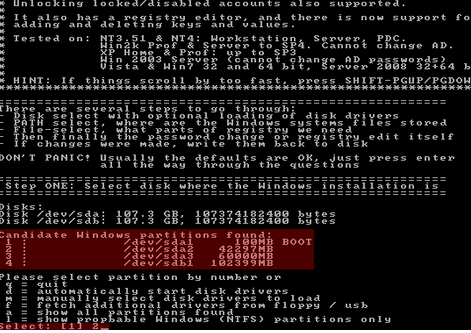 * Unlocking locked/disabled accounts also supported.
*
* It also has a registry editor, and there is now support fo
* adding and deleting keys and values.
*
* Tested on: NT3.51 & NT4: Workstation, Server, PDC.
* Win2k Prof & Server to SP4. Cannot change AD.
* XP Home & Prof: up to SP3
* Win 2003 Server (cannot change AD passwords)
* Vista & Win7 32 and 64 bit, Server 2008 32+64 b
*
* HINT: If things scroll by too fast, press SHIFT-PGUP/PGDOW
************************************************************
============================================================
There are several steps to go through:
- Disk select with optional loading of disk drivers
- PATH select, where are the Windows systems files stored
- File-select, what parts of registry we need
- Then finally the password change or registry edit itself
- If changes were made, write them back to disk
DON'T PANIC! Usually the defaults are OK, just press enter
all the way through the questions
============================================================
Step ONE: Select disk where the Windows installation is
============================================================
Disks:
Disk /dev/sda: 107.3 GB, 107374182400 bytes
Disk /dev/sdb: 107.3 GB, 107374182400 bytes
Candidate Windows partitions found:
1 : /dev/sda1 100MB BOOT
2 : /dev/sda2 42297MB
3 : /dev/sda3 60000MB
4 : /dev/sdb1 102399MB
Please select partition by number or
q = quit
d = automatically start disk drivers
m = manually select disk drivers to load
f = fetch additional drivers from floppy / usb
a = show all partitions found
l = show propbable Windows (NTFS) partitions only
Select: [1] 2